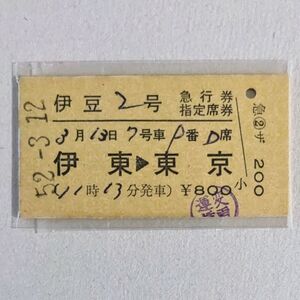 52.-3.12
伊豆2号 急行券
指定席券
3月13日7号車 番D席
伊東▶東京
(11時13分発車)¥800
小
急②ザ
200